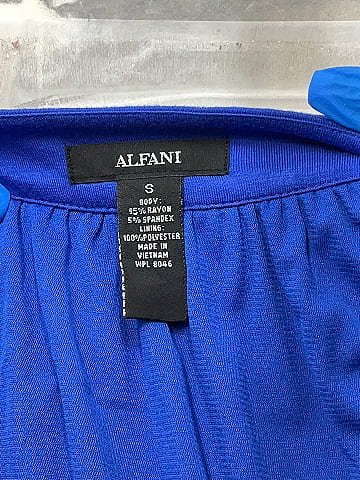 ALFANI
S
BODY:
95% RAYON
5% SPANDEX
LINING:
100%POLYESTER
MADE IN
VIETNAM
WPL 8046